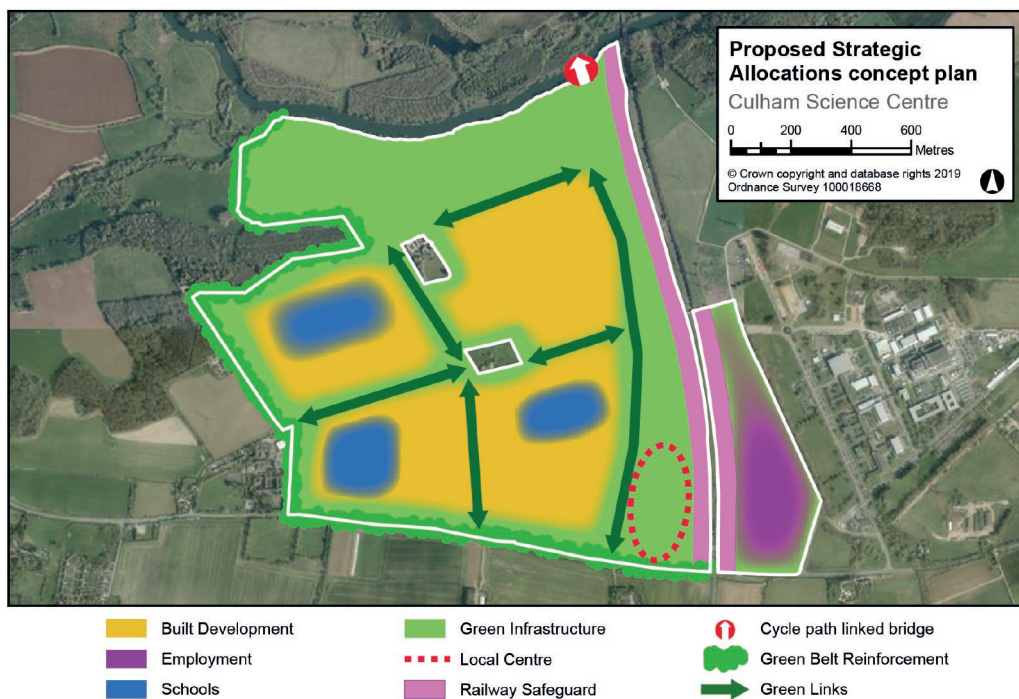 Proposed Strategic
Allocations concept plan
Culham Science Centre
0 200 400 600
Metres
© Crown copyright and database rights 2019
Ordnance Survey 100018668
Built Development
Employment
Schools
Green Infrastructure
Local Centre
Railway Safeguard
Cycle path linked bridge
Green Belt Reinforcement
Green Links